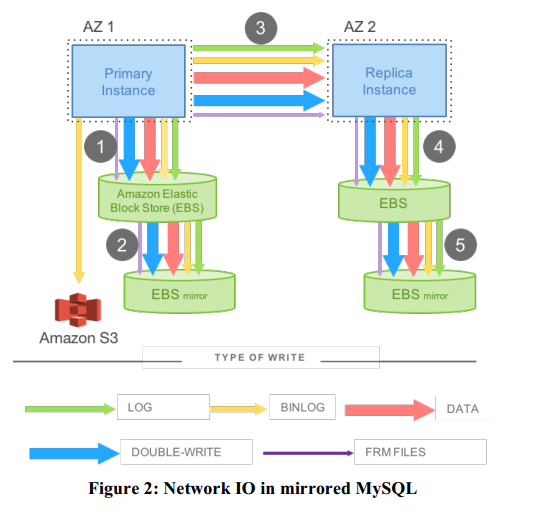 AZ 1
3
AZ 2
Primary
Instance
Replica
Instance
1
4
Amazon Elastic
Block Store (EBS)
EBS
2
5
EBS mirror
EBS mirror
Amazon S3
TYPE OF WRITE
LOG
BINLOG
DATA
DOUBLE-WRITE
FRM FILES
Figure 2: Network IO in mirrored MySQL